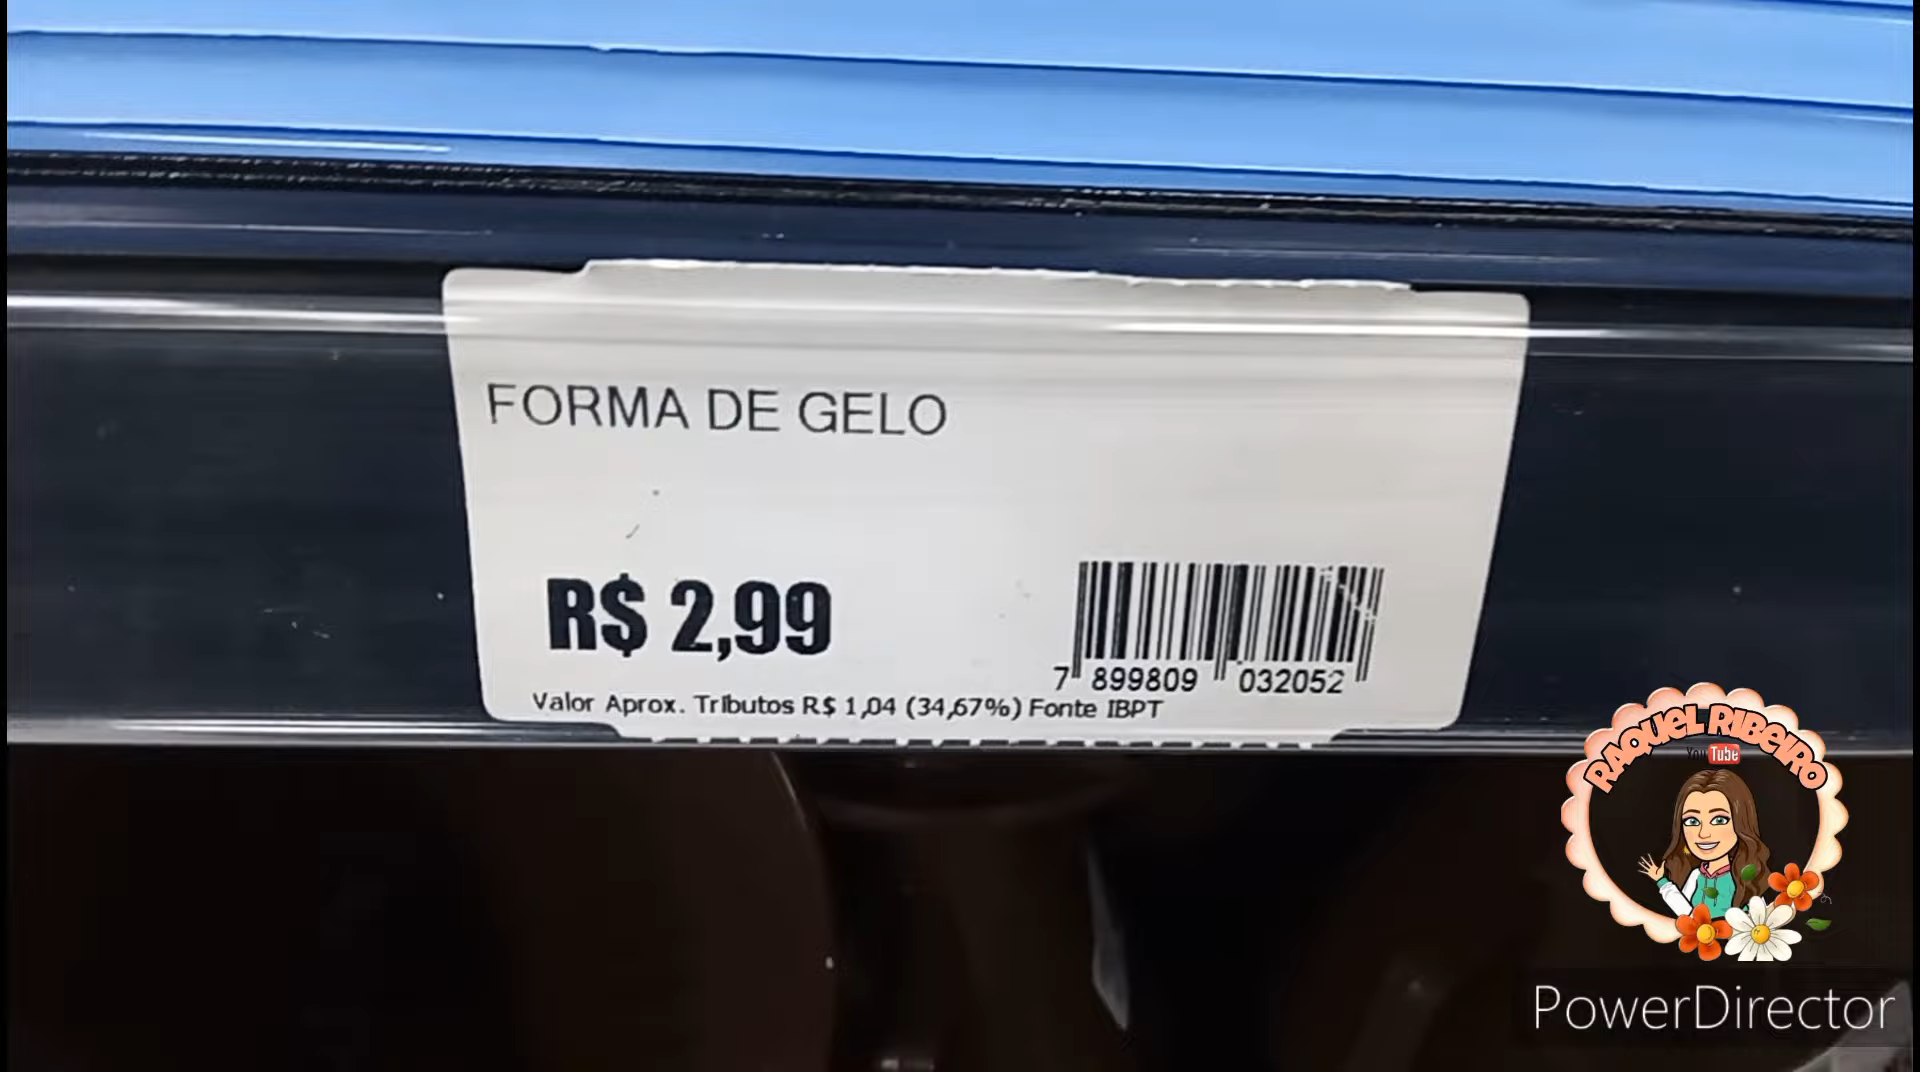 FORMA DE GELO
R$ 2,99
7 899809 032052
Valor Aprox. Tributos R$ 1,04 (34,67%) Fonte IBPT
RAQUEL RIBEIRO
YouTube
PowerDirector